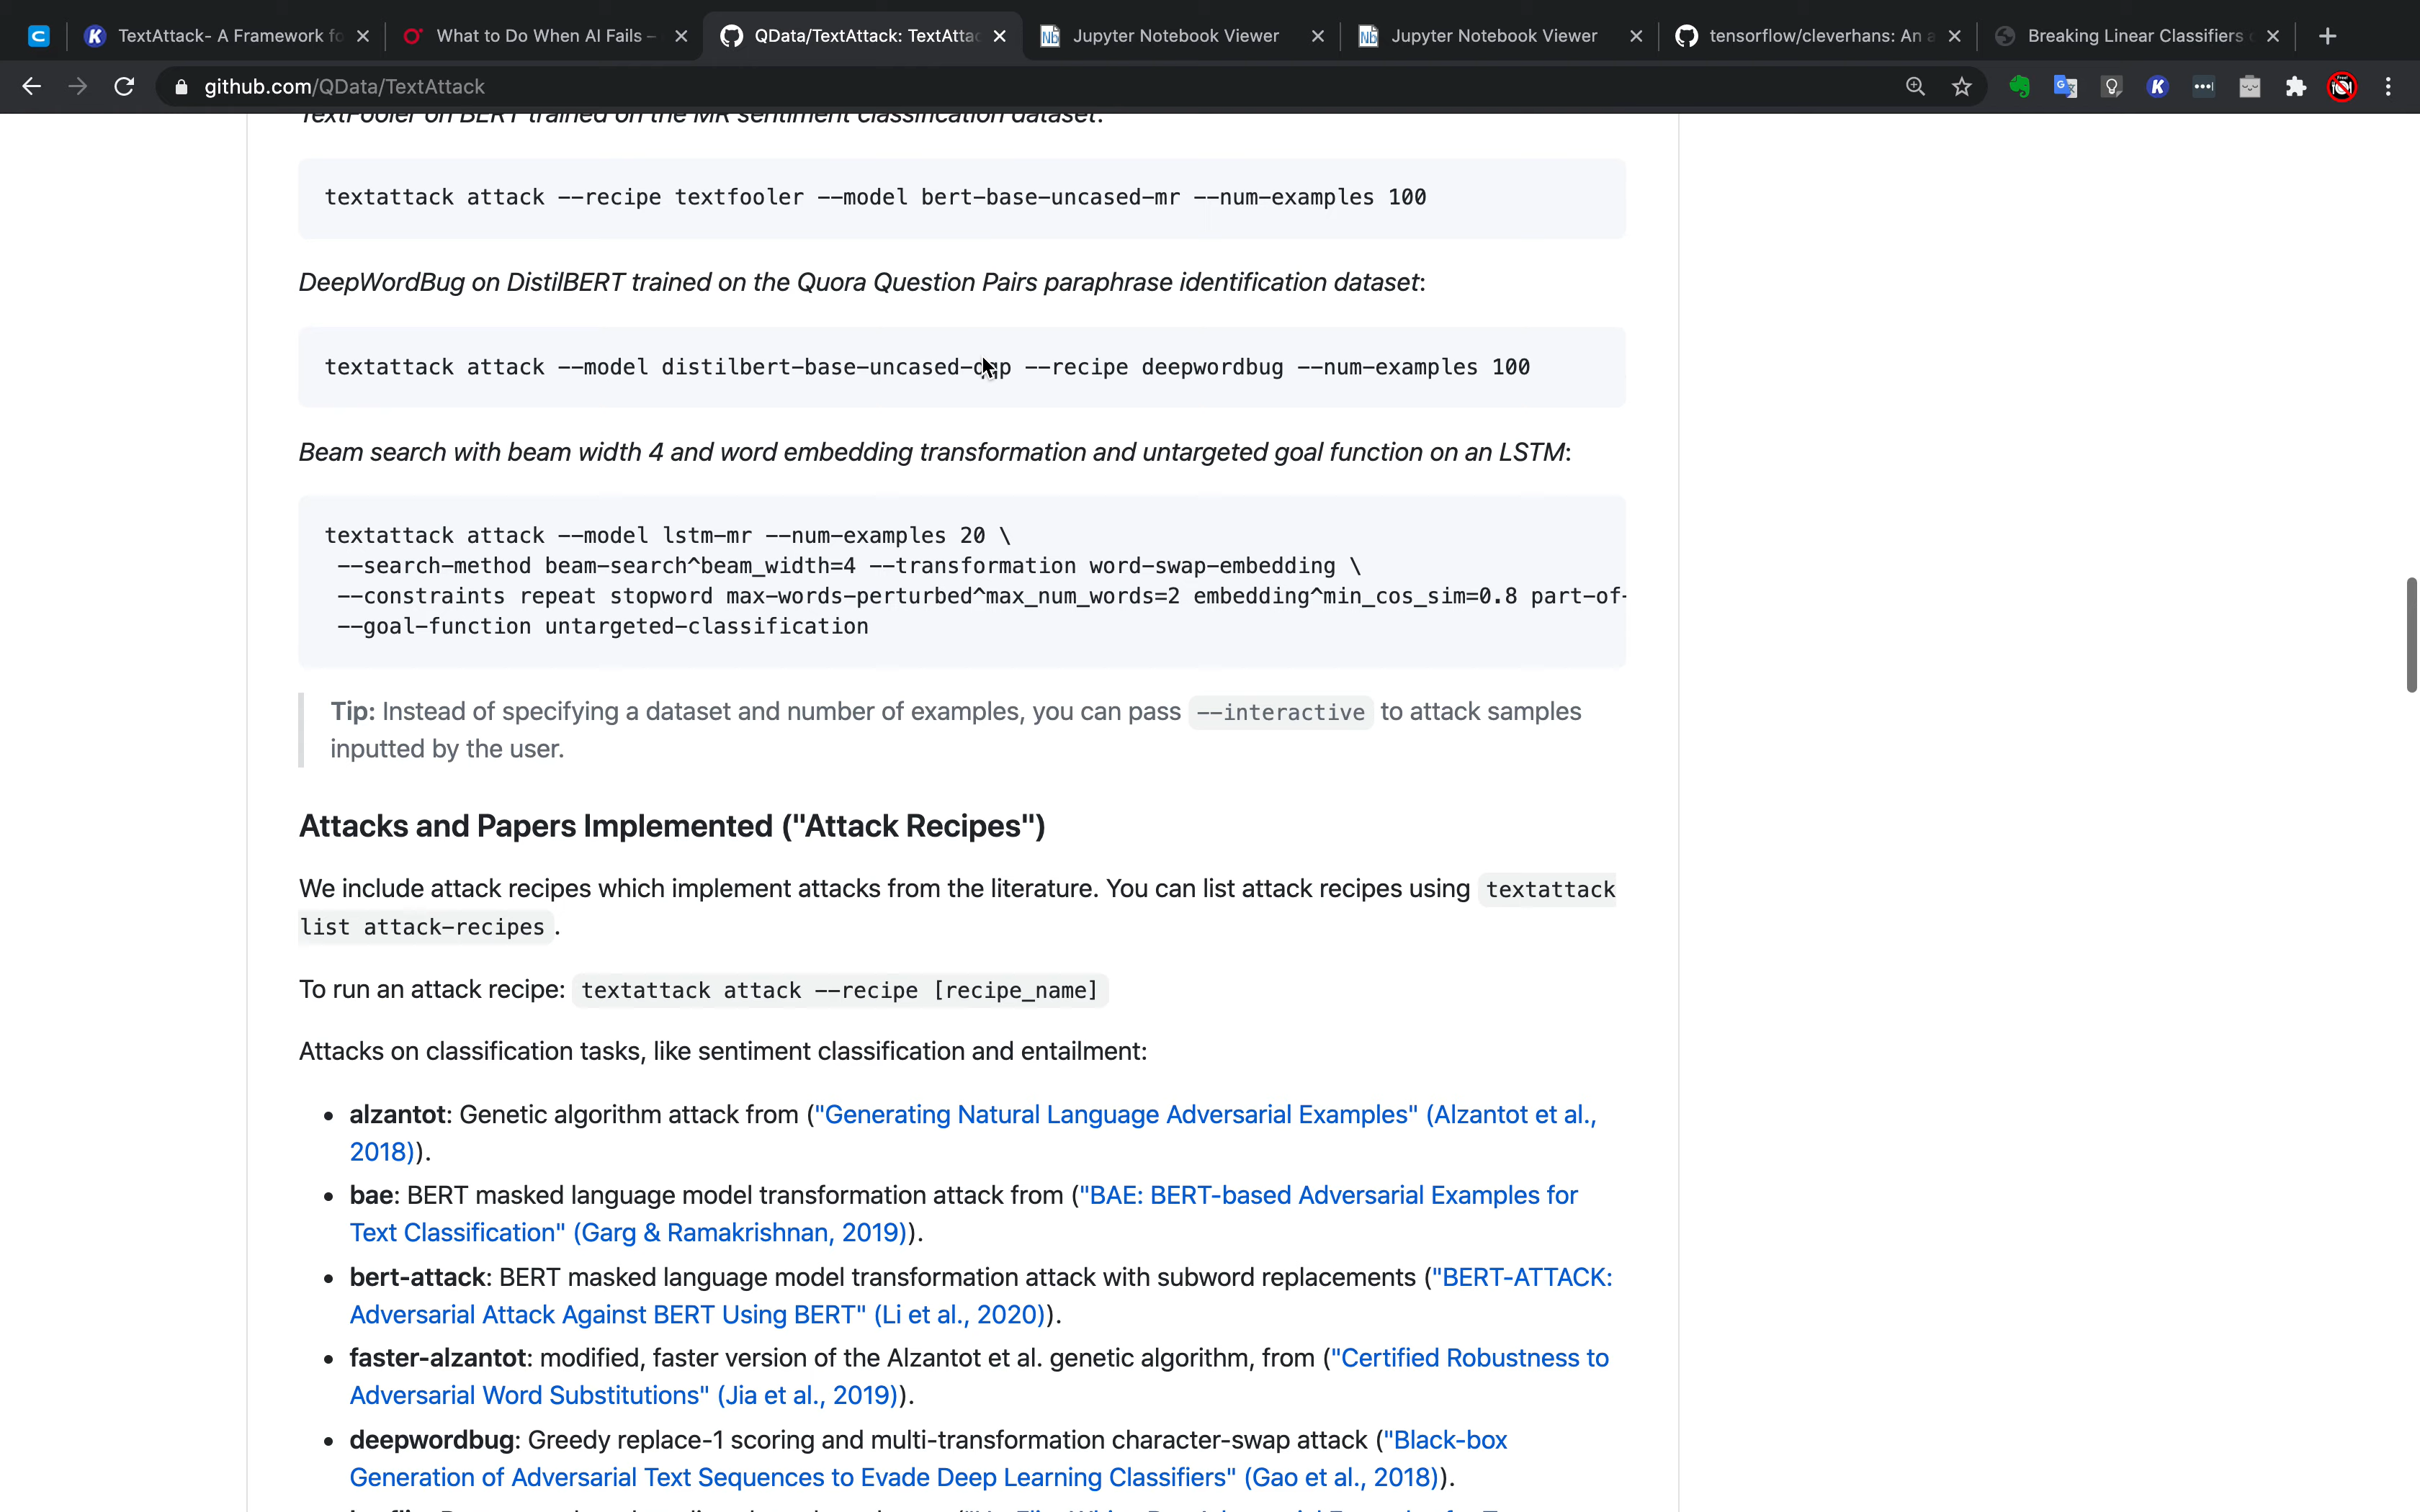 TextAttack- A Framework fo
What to Do When AI Fails –
QData/TextAttack: TextAttac
Jupyter Notebook Viewer
Jupyter Notebook Viewer
tensorflow/cleverhans: An a
Breaking Linear Classifiers o
github.com/QData/TextAttack
TextFooler on BERT trained on the MR sentiment classification dataset:
textattack attack --recipe textfooler --model bert-base-uncased-mr --num-examples 100
DeepWordBug on DistilBERT trained on the Quora Question Pairs paraphrase identification dataset:
textattack attack --model distilbert-base-uncased-qqp --recipe deepwordbug --num-examples 100
Beam search with beam width 4 and word embedding transformation and untargeted goal function on an LSTM:
textattack attack --model lstm-mr --num-examples 20 \
--search-method beam-search^beam_width=4 --transformation word-swap-embedding \
--constraints repeat stopword max-words-perturbed^max_num_words=2 embedding^min_cos_sim=0.8 part-of-
--goal-function untargeted-classification
Tip: Instead of specifying a dataset and number of examples, you can pass --interactive to attack samples
inputted by the user.
Attacks and Papers Implemented ("Attack Recipes")
We include attack recipes which implement attacks from the literature. You can list attack recipes using textattack
list attack-recipes .
To run an attack recipe: textattack attack --recipe [recipe_name]
Attacks on classification tasks, like sentiment classification and entailment:
• alzantot: Genetic algorithm attack from ("Generating Natural Language Adversarial Examples" (Alzantot et al.,
2018)).
• bae: BERT masked language model transformation attack from ("BAE: BERT-based Adversarial Examples for
Text Classification" (Garg & Ramakrishnan, 2019)).
• bert-attack: BERT masked language model transformation attack with subword replacements ("BERT-ATTACK:
Adversarial Attack Against BERT Using BERT" (Li et al., 2020)).
• faster-alzantot: modified, faster version of the Alzantot et al. genetic algorithm, from ("Certified Robustness to
Adversarial Word Substitutions" (Jia et al., 2019)).
• deepwordbug: Greedy replace-1 scoring and multi-transformation character-swap attack ("Black-box
Generation of Adversarial Text Sequences to Evade Deep Learning Classifiers" (Gao et al., 2018)).